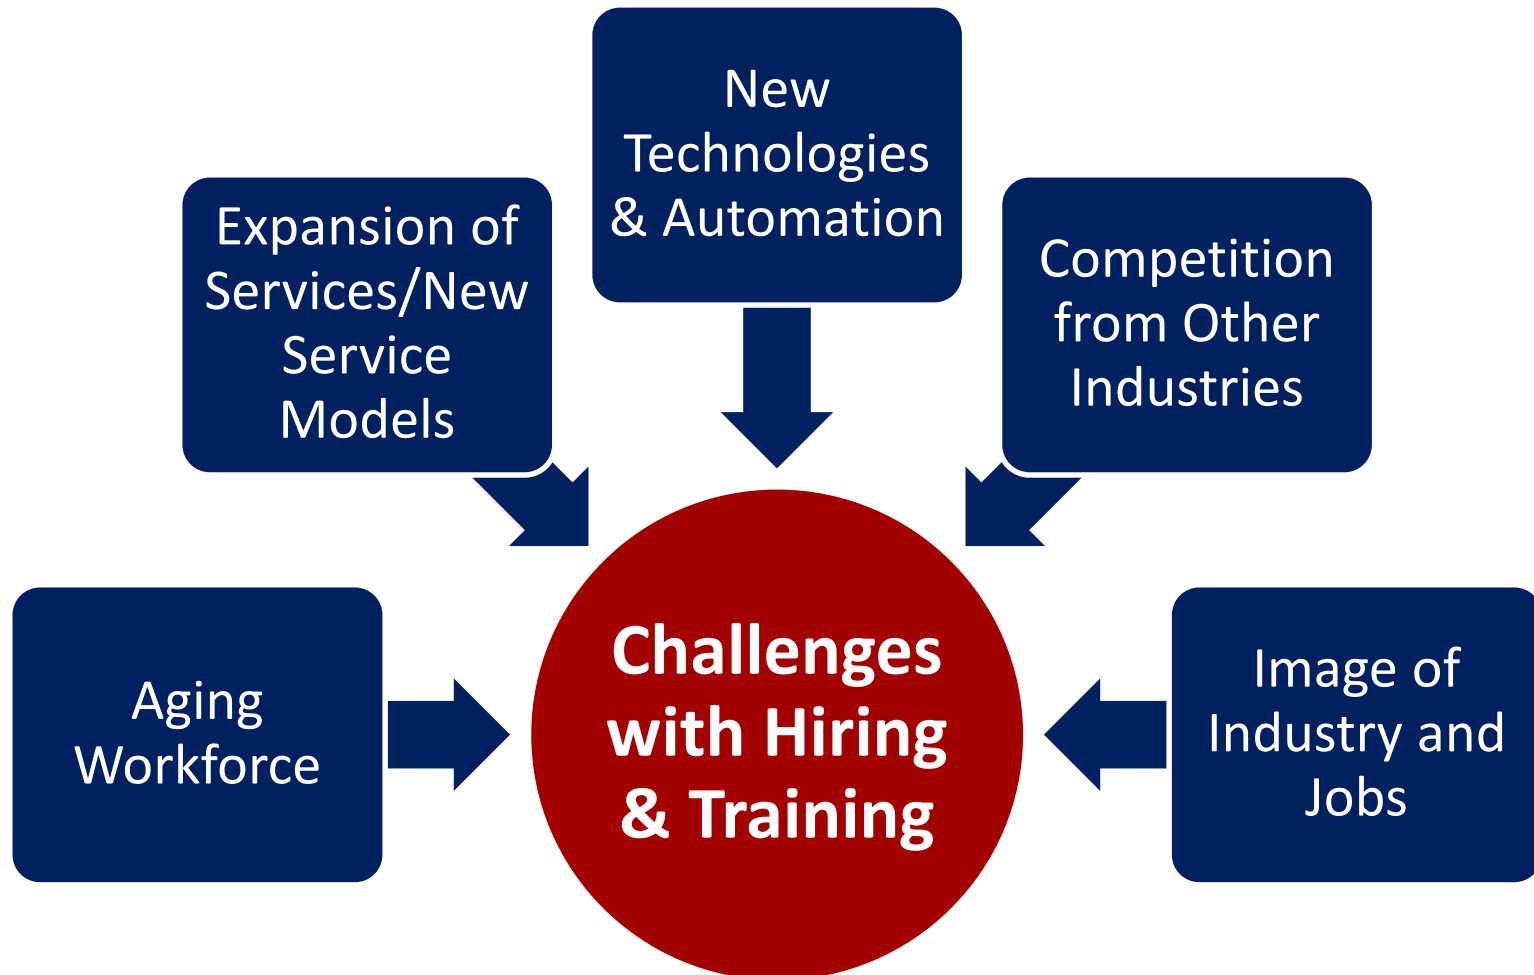 New
Technologies
& Automation
Expansion of
Services/New
Service
Models
Competition
from Other
Industries
Aging
Workforce
Challenges
with Hiring
& Training
Image of
Industry and
Jobs